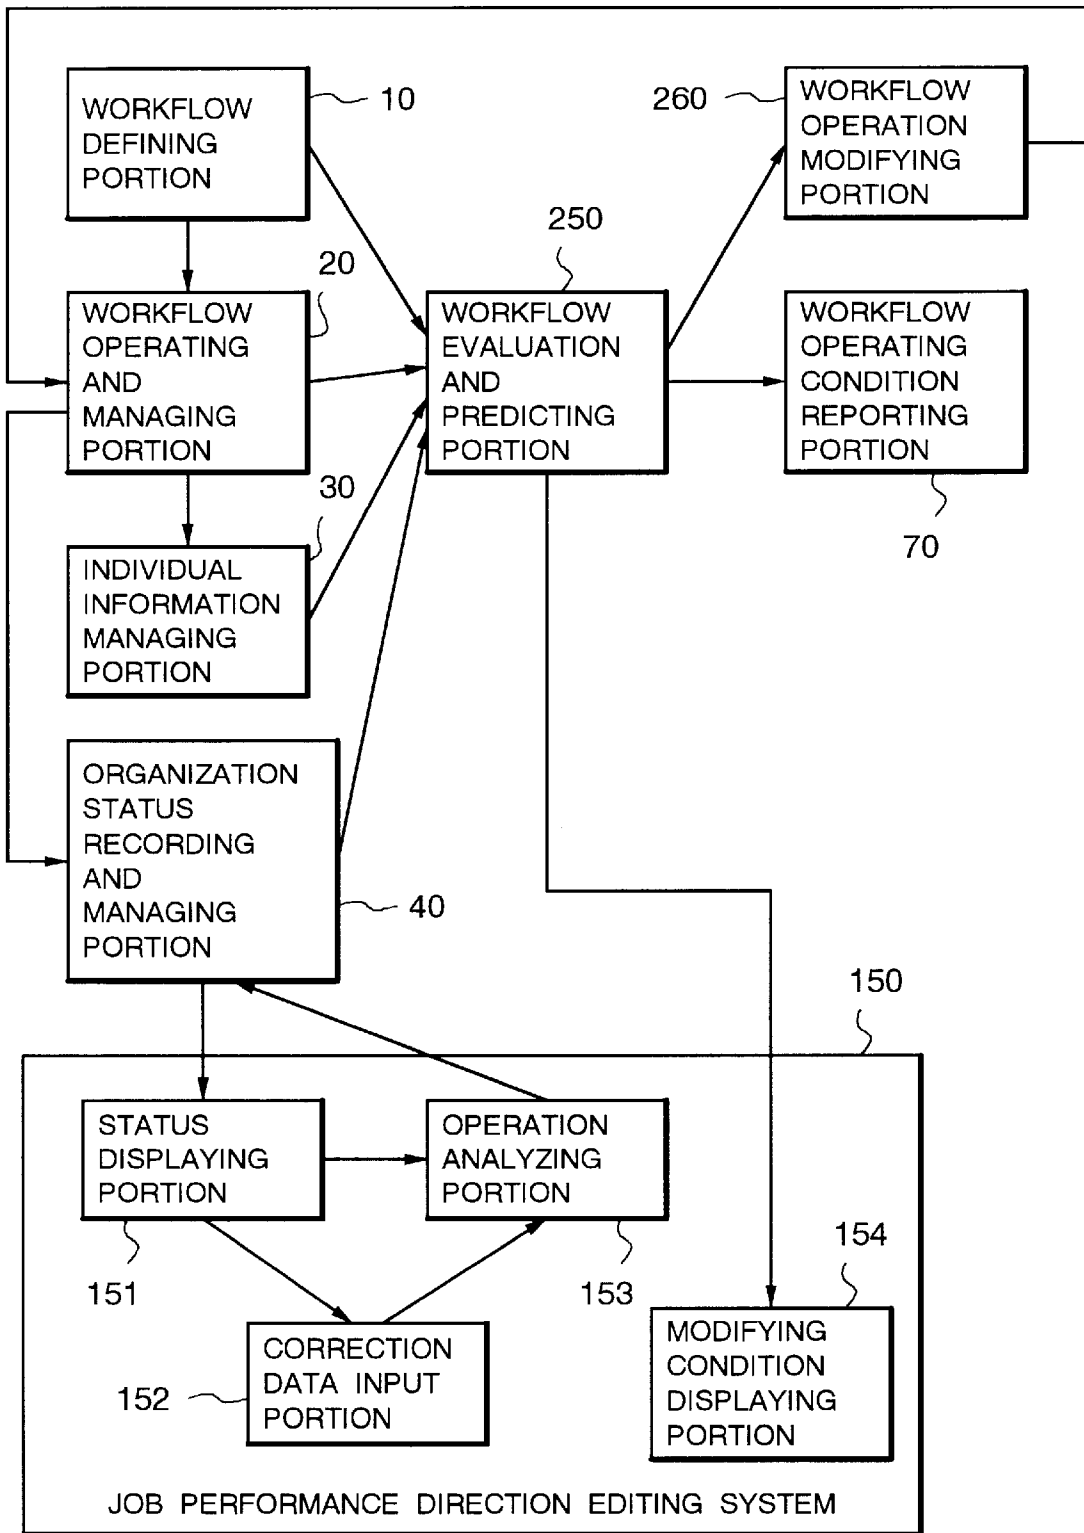 WORKFLOW
DEFINING
PORTION
10
260
WORKFLOW
OPERATION
MODIFYING
PORTION
20
WORKFLOW
OPERATING
AND
MANAGING
PORTION
250
WORKFLOW
EVALUATION
AND
PREDICTING
PORTION
WORKFLOW
OPERATING
CONDITION
REPORTING
PORTION
70
30
INDIVIDUAL
INFORMATION
MANAGING
PORTION
ORGANIZATION
STATUS
RECORDING
AND
MANAGING
PORTION
40
150
STATUS
DISPLAYING
PORTION
151
OPERATION
ANALYZING
PORTION
153
154
152
CORRECTION
DATA INPUT
PORTION
MODIFYING
CONDITION
DISPLAYING
PORTION
JOB PERFORMANCE DIRECTION EDITING SYSTEM